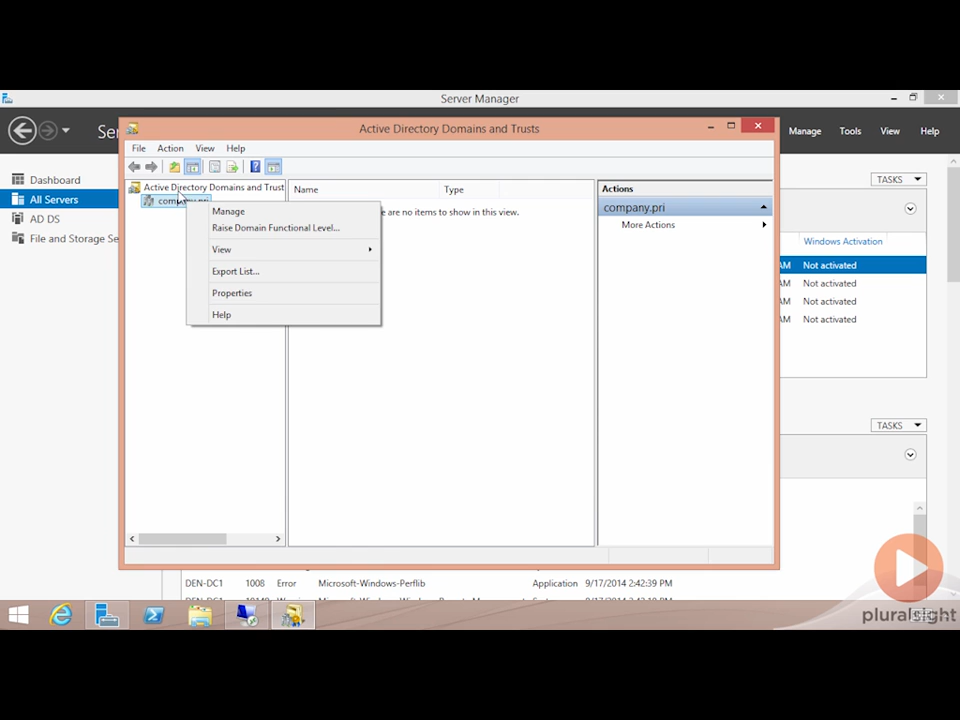 Server Manager
Ser
Manage
Tools
View
Help
Active Directory Domains and Trusts
File
Action
View
Help
Dashboard
All Servers
AD DS
File and Storage Se
Active Directory Domains and Trust
Name
Type
e are no items to show in this view.
Manage
Raise Domain Functional Level...
View
Export List...
Properties
Help
Actions
company.pri
More Actions
TASKS
Windows Activation
AM Not activated
AM Not activated
AM Not activated
AM Not activated
TASKS
DEN-DC1 1008 Error Microsoft-Windows-Perflib Application 9/17/2014 2:42:39 PM
pluralsight